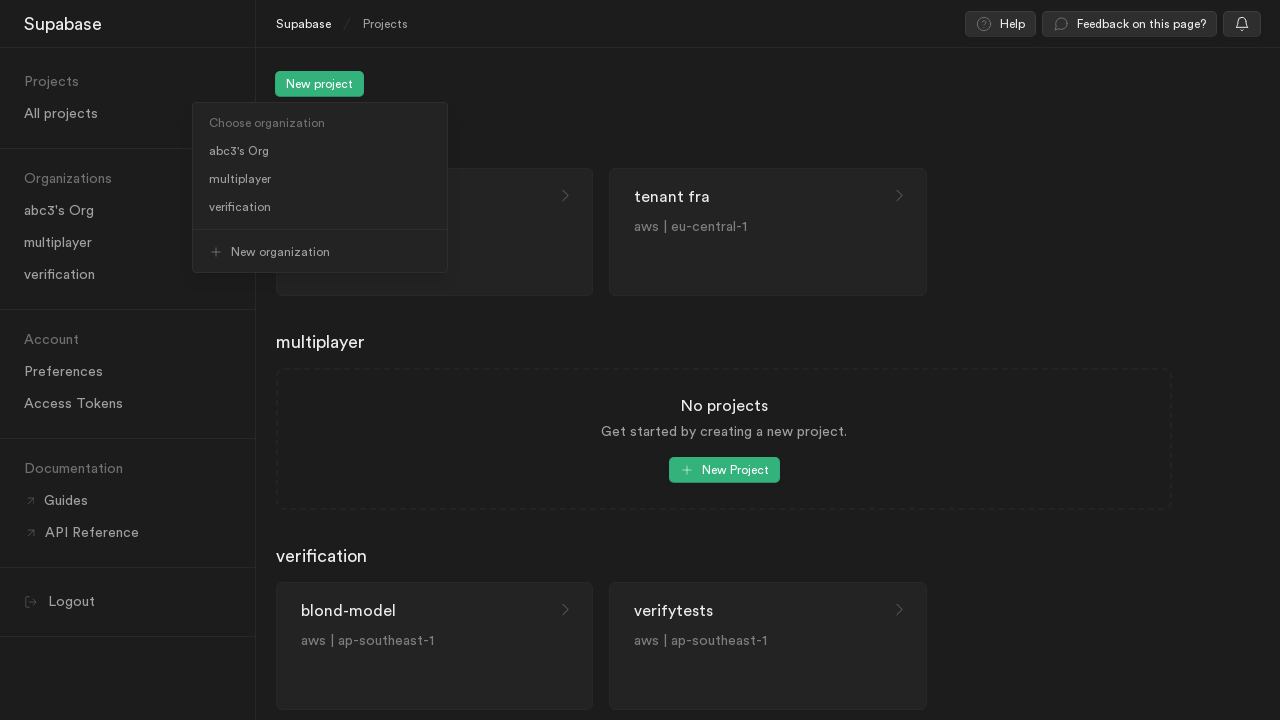 Supabase
Supabase / Projects
Help
Feedback on this page?
Projects
All projects
Organizations
abc3's Org
multiplayer
verification
Account
Preferences
Access Tokens
Documentation
Guides
API Reference
Logout
New project
Choose organization
abc3's Org
multiplayer
verification
New organization
tenant fra
aws | eu-central-1
multiplayer
No projects
Get started by creating a new project.
New Project
verification
blond-model
aws | ap-southeast-1
verifytests
aws | ap-southeast-1